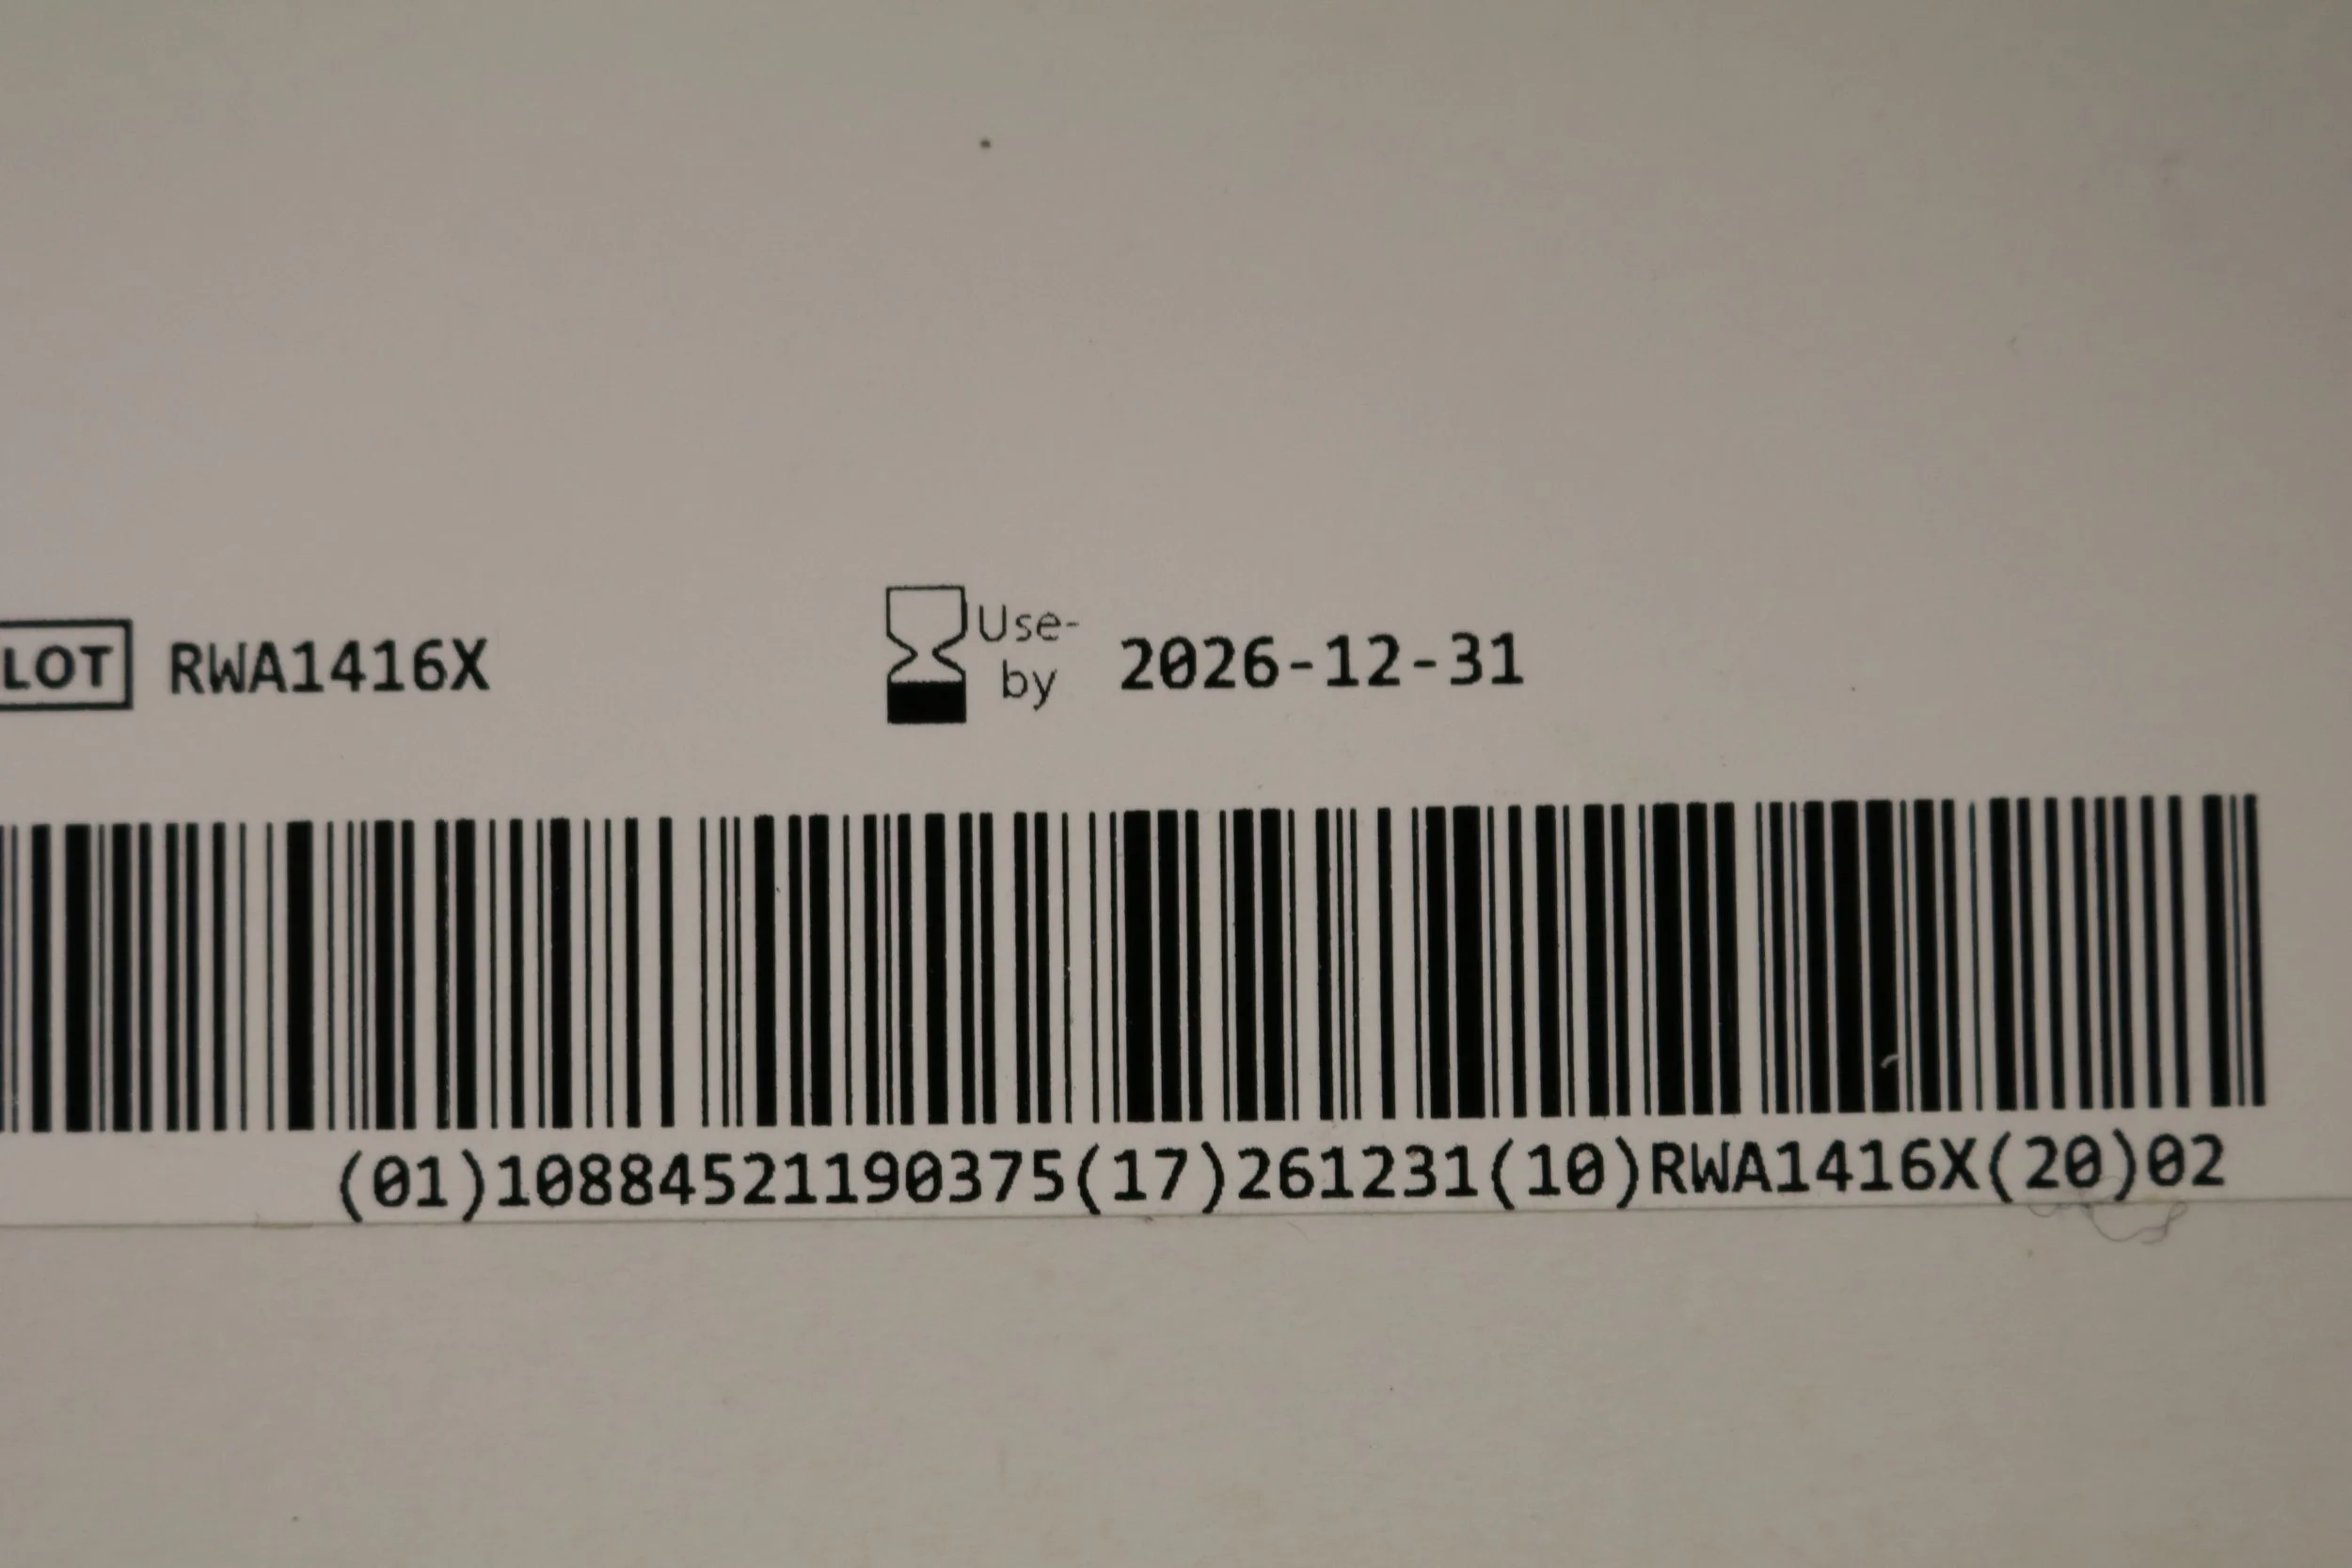 LOT RWA1416X Use-by 2026-12-31
(01)10884521190375(17)261231(10)RWA1416X(20)02